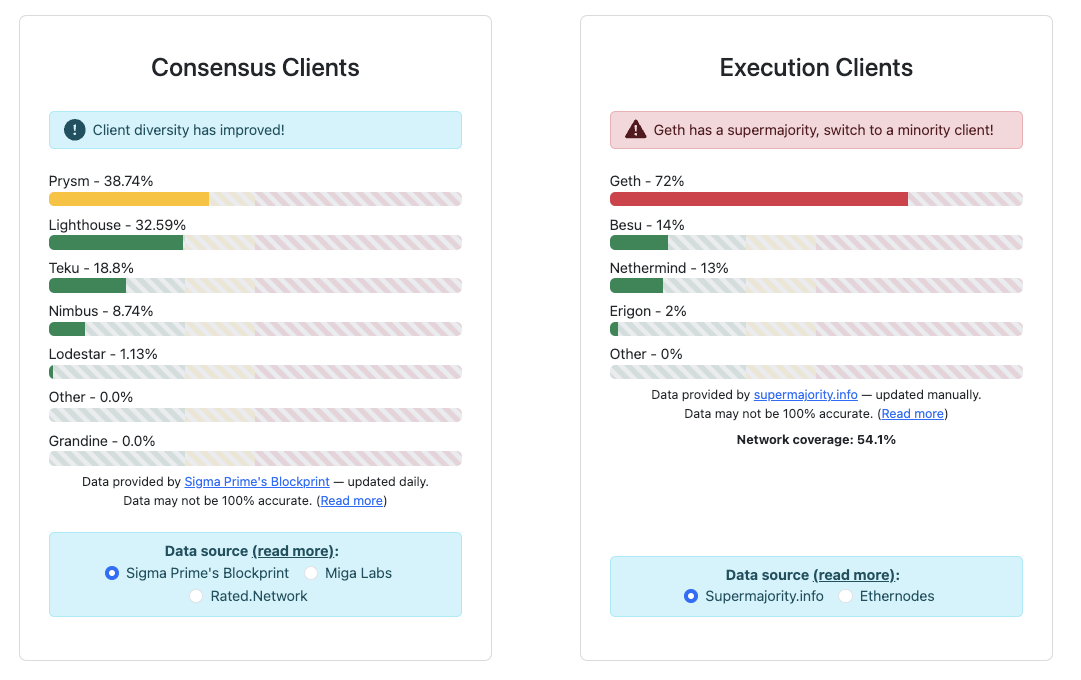 Consensus Clients
Client diversity has improved!
Prysm - 38.74%
Lighthouse - 32.59%
Teku - 18.8%
Nimbus - 8.74%
Lodestar - 1.13%
Other - 0.0%
Grandine - 0.0%
Data provided by Sigma Prime's Blockprint — updated daily.
Data may not be 100% accurate. (Read more)
Data source (read more):
Sigma Prime's Blockprint Miga Labs
Rated.Network
Execution Clients
Geth has a supermajority, switch to a minority client!
Geth - 72%
Besu - 14%
Nethermind - 13%
Erigon - 2%
Other - 0%
Data provided by supermajority.info — updated manually.
Data may not be 100% accurate. (Read more)
Network coverage: 54.1%
Data source (read more):
Supermajority.info Ethernodes